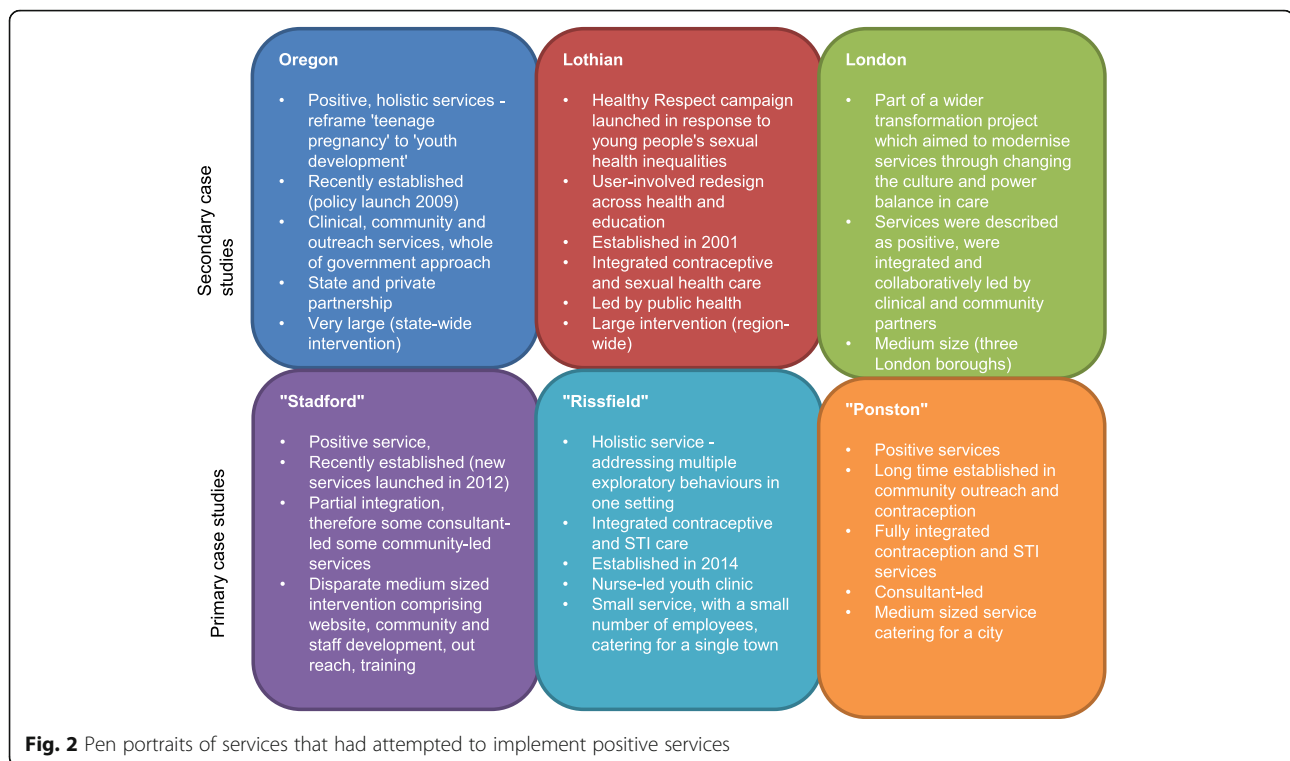 Secondary case
studies
Oregon
• Positive, holistic services -
reframe 'teenage
pregnancy' to 'youth
development'
• Recently established
(policy launch 2009)
• Clinical, community and
outreach services, whole
of government approach
• State and private
partnership
• Very large (state-wide
intervention)
Lothian
• Healthy Respect campaign
launched in response to
young people's sexual
health inequalities
• User-involved redesign
across health and
education
• Established in 2001
• Integrated contraceptive
and sexual health care
• Led by public health
• Large intervention (region-
wide)
London
• Part of a wider
transformation project
which aimed to modernise
services through changing
the culture and power
balance in care
• Services were described
as positive, were
integrated and
collaboratively led by
clinical and community
partners
• Medium size (three
London boroughs)
Primary case studies
"Stadford"
• Positive service,
• Recently established (new
services launched in 2012)
• Partial integration,
therefore some consultant-
led some community-led
services
• Disparate medium sized
intervention comprising
website, community and
staff development, out
reach, training
"Rissfield"
• Holistic service -
addressing multiple
exploratory behaviours in
one setting
• Integrated contraceptive
and STI care
• Established in 2014
• Nurse-led youth clinic
• Small service, with a small
number of employees,
catering for a single town
"Ponston"
• Positive services
• Long time established in
community outreach and
contraception
• Fully integrated
contraception and STI
services
• Consultant-led
• Medium sized service
catering for a city
Fig. 2 Pen portraits of services that had attempted to implement positive services